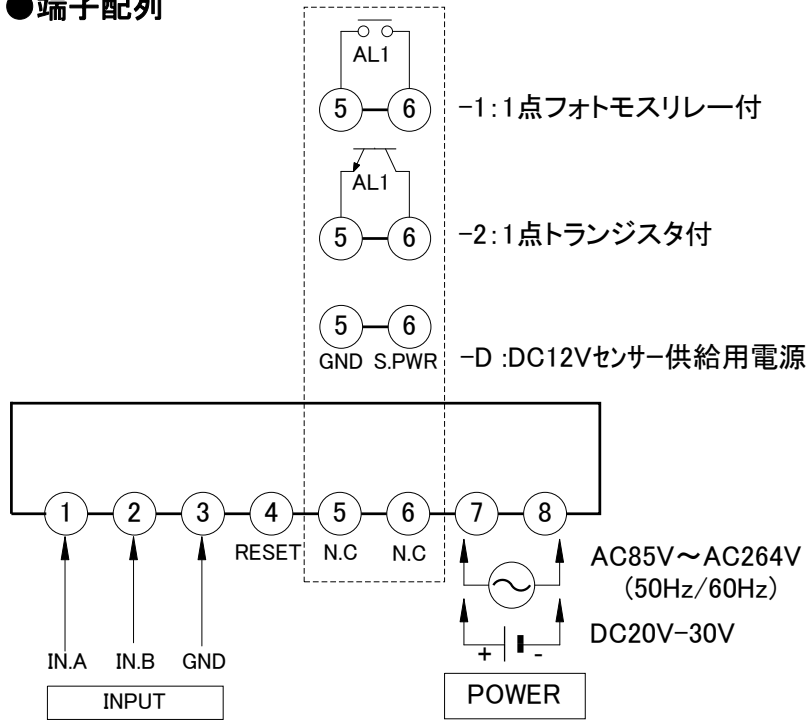 ●端子配列
AL1
5 6 -1:1点フォトモスリレー付
AL1
5 6 -2:1点トランジスタ付
5 6
GND S.PWR -D :DC12Vセンサー供給用電源
1 2 3 4 5 6 7 8
RESET N.C N.C
AC85V～AC264V
(50Hz/60Hz)
DC20V-30V
+ -
IN.A IN.B GND
INPUT
POWER